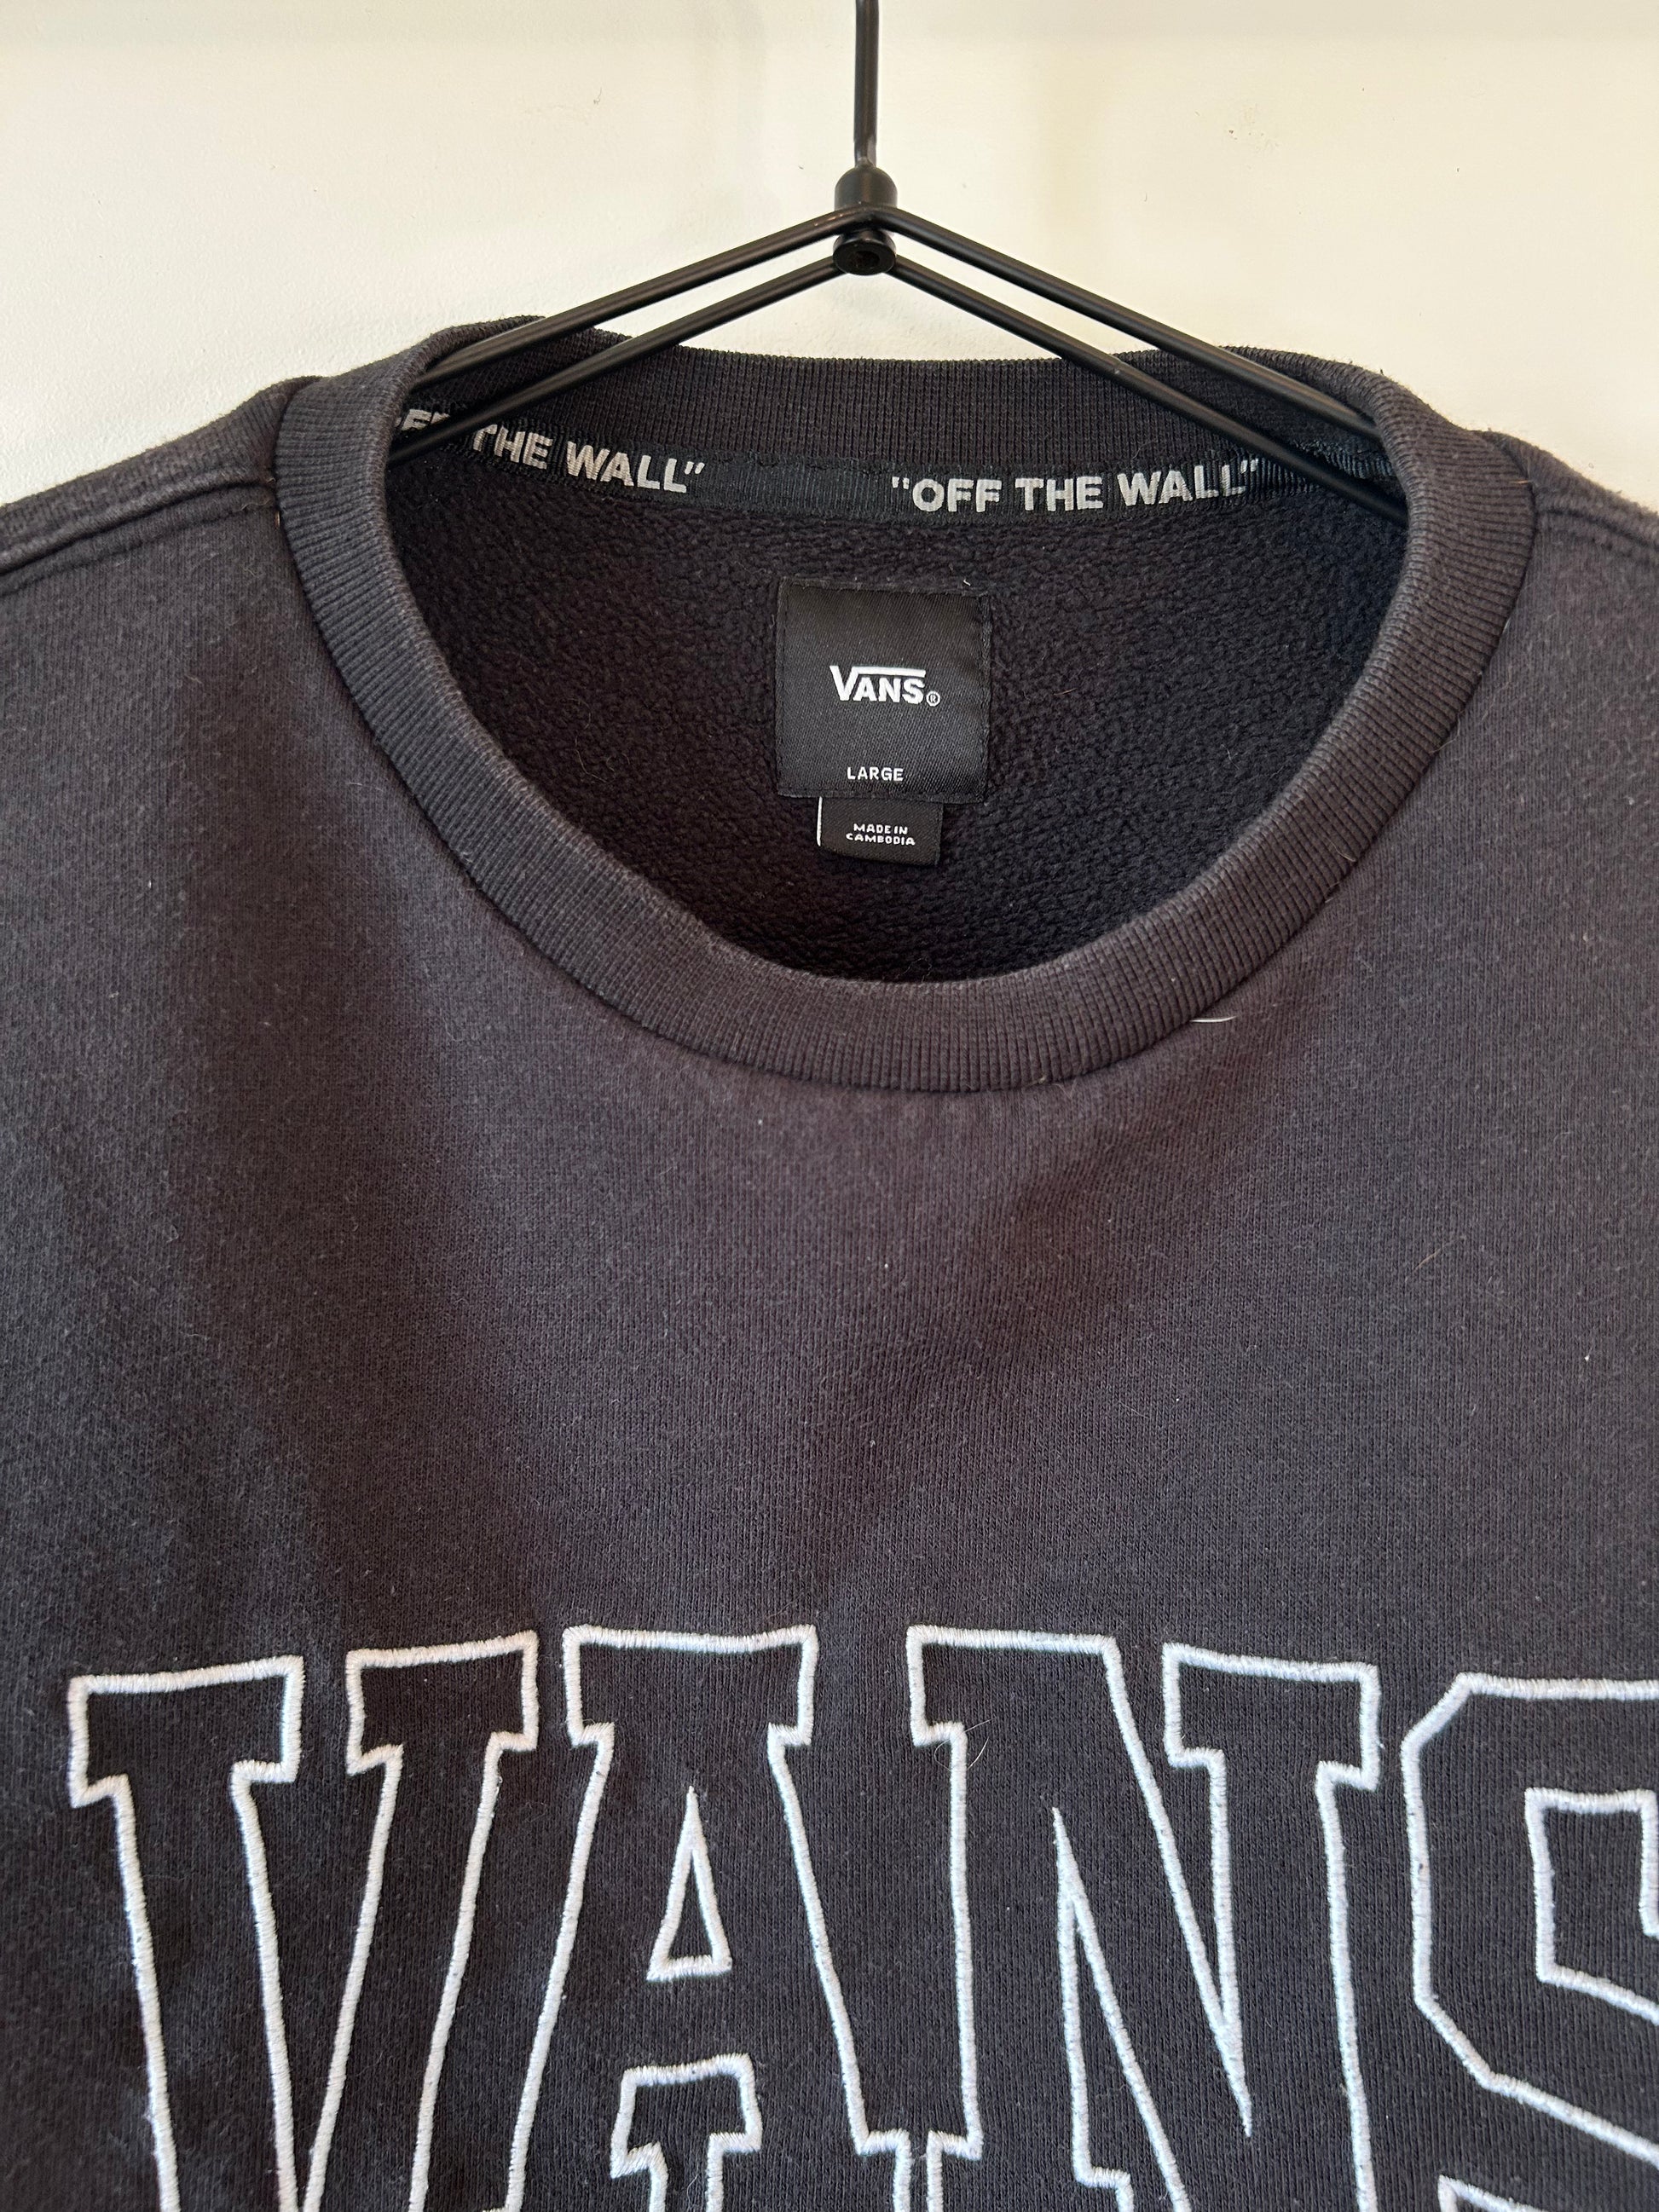 OFF THE WALL"
"OFF THE WALL"
VANS®
LARGE
MADE IN
CAMBODIA
VANS